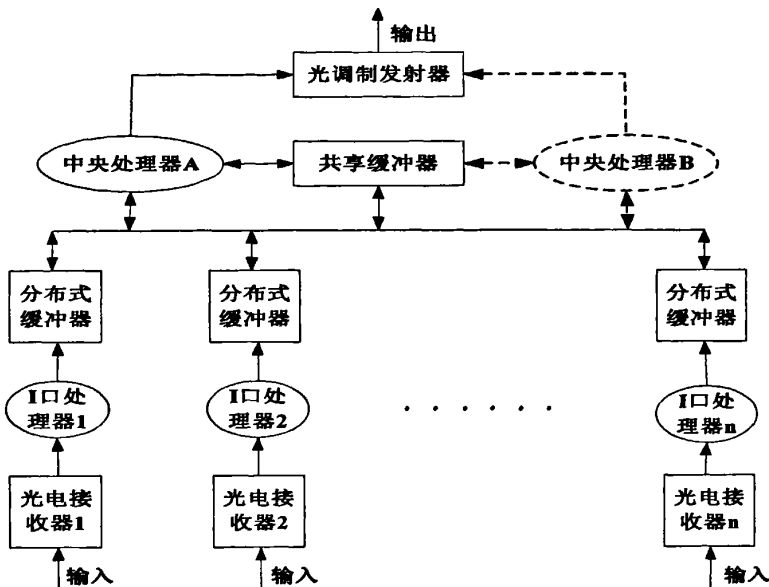 输出
光调制发射器
中央处理器A
共享缓冲器
中央处理器B
分布式
缓冲器
分布式
缓冲器
分布式
缓冲器
I口处
理器1
I口处
理器2
I口处
理器n
光电接
收器1
光电接
收器2
光电接
收器n
输入
输入
输入